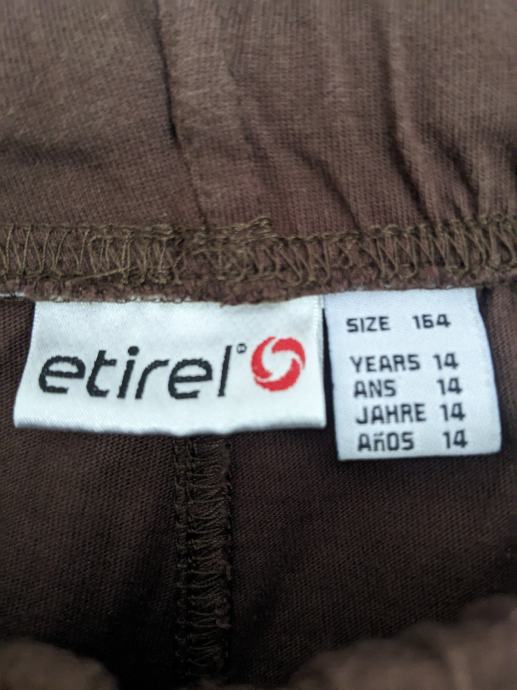 etirel®
SIZE 164
YEARS 14
ANS 14
JAHRE 14
AñOS 14